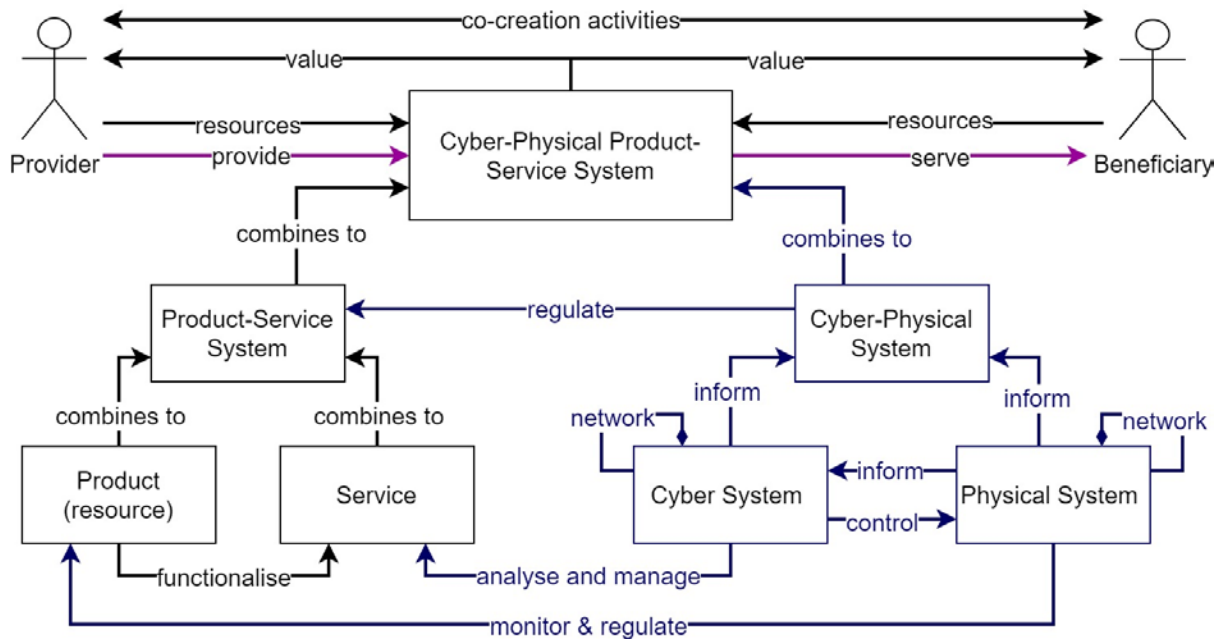 co-creation activities
value
value
resources
Cyber-Physical Product-
Service System
resources
Provider
provide
serve
Beneficiary
combines to
combines to
Product-Service
System
regulate
Cyber-Physical
System
combines to
combines to
inform
inform
network
network
Product
(resource)
Service
Cyber System
inform
Physical System
control
functionalise
analyse and manage
monitor & regulate